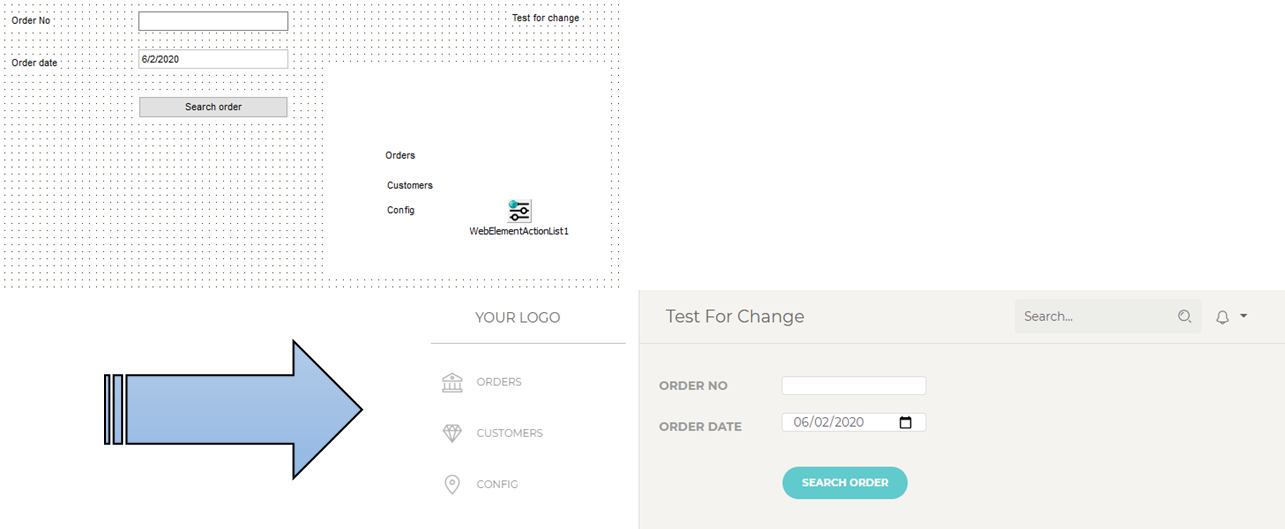 Order No
Test for change
Order date
6/2/2020
Search order
Orders
Customers
Config
WebElementActionList1
YOUR LOGO
ORDERS
CUSTOMERS
CONFIG
Test For Change
Search...
ORDER NO
ORDER DATE
06/02/2020
SEARCH ORDER